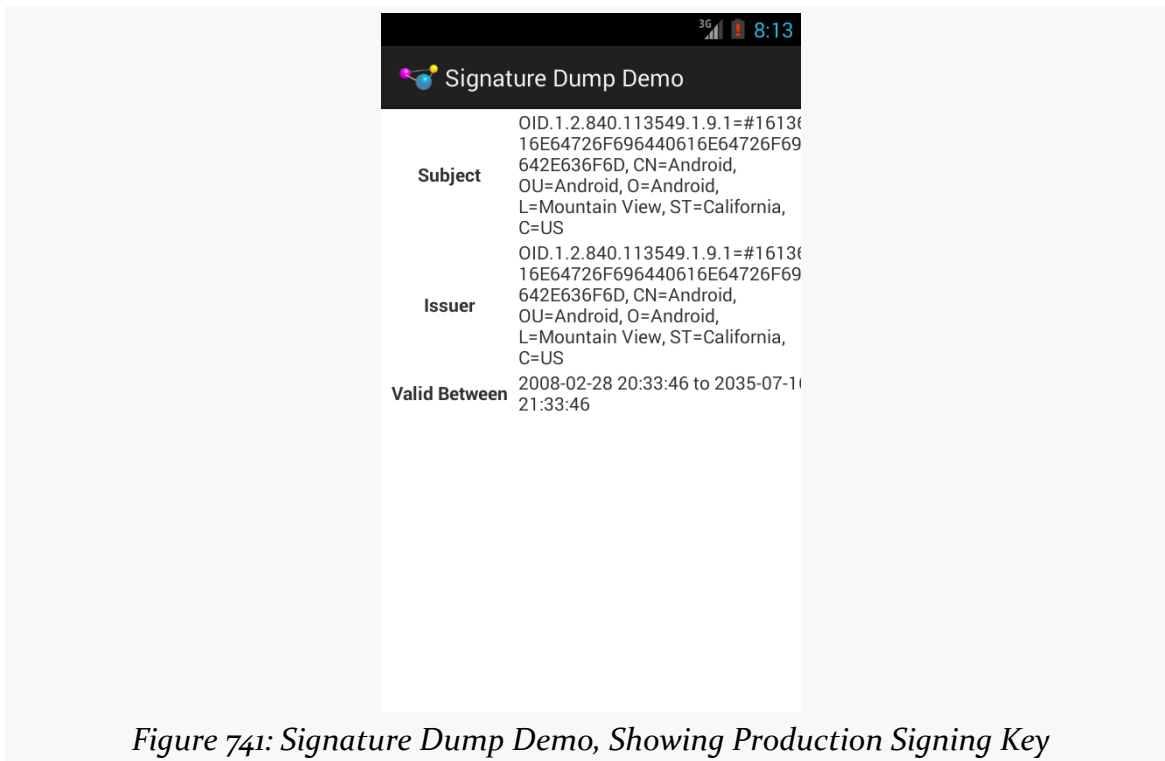 3G 8:13
Signature Dump Demo
Subject
OID.1.2.840.113549.1.9.1=#16136
16E64726F696440616E64726F69
642E636F6D, CN=Android,
OU=Android, O=Android,
L=Mountain View, ST=California,
C=US
Issuer
OID.1.2.840.113549.1.9.1=#16136
16E64726F696440616E64726F69
642E636F6D, CN=Android,
OU=Android, O=Android,
L=Mountain View, ST=California,
C=US
Valid Between
2008-02-28 20:33:46 to 2035-07-16
21:33:46
Figure 741: Signature Dump Demo, Showing Production Signing Key